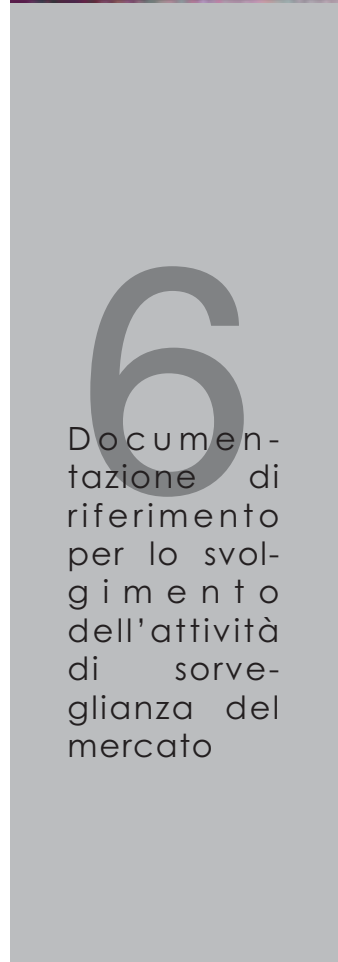 6
Documen-
tazione di
riferimento
per lo svol-
gimento
dell'attività
di sorve-
glianza del
mercato